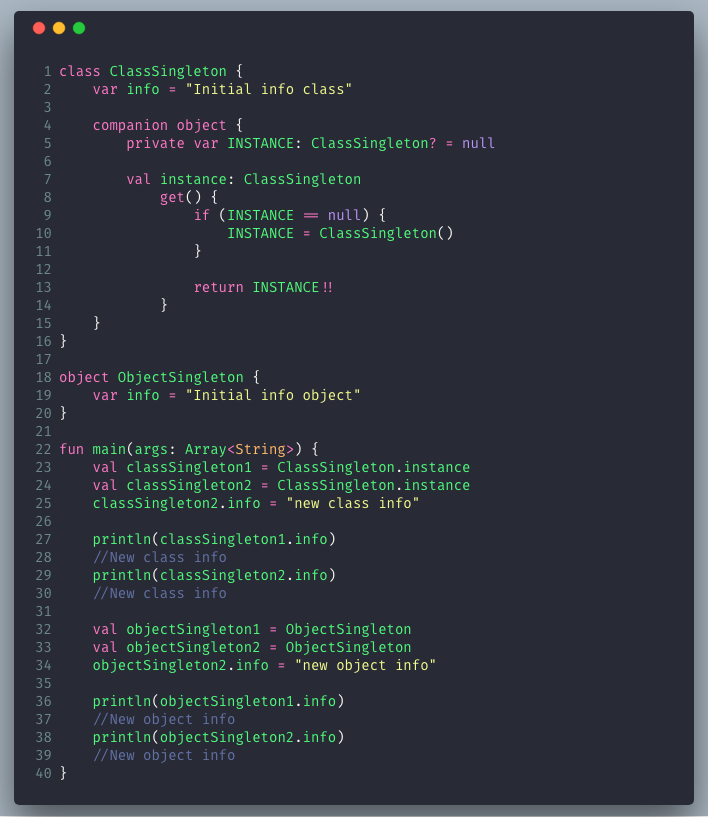 1 class ClassSingleton {
2     var info = "Initial info class"
3
4     companion object {
5         private var INSTANCE: ClassSingleton? = null
6
7         val instance: ClassSingleton
8             get() {
9                 if (INSTANCE == null) {
10                     INSTANCE = ClassSingleton()
11                 }
12
13                 return INSTANCE!!
14             }
15     }
16 }
17
18 object ObjectSingleton {
19     var info = "Initial info object"
20 }
21
22 fun main(args: Array<String>) {
23     val classSingleton1 = ClassSingleton.instance
24     val classSingleton2 = ClassSingleton.instance
25     classSingleton2.info = "new class info"
26
27     println(classSingleton1.info)
28     //New class info
29     println(classSingleton2.info)
30     //New class info
31
32     val objectSingleton1 = ObjectSingleton
33     val objectSingleton2 = ObjectSingleton
34     objectSingleton2.info = "new object info"
35
36     println(objectSingleton1.info)
37     //New object info
38     println(objectSingleton2.info)
39     //New object info
40 }